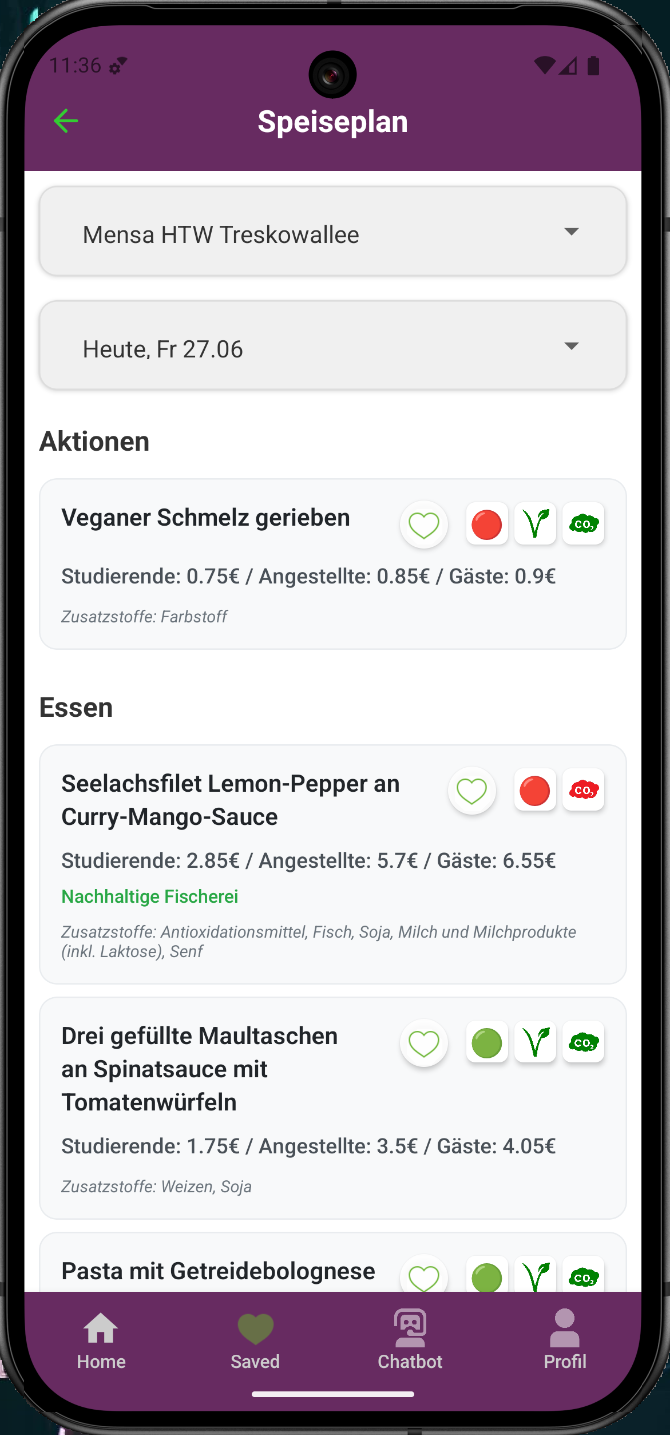 11:36
Speiseplan
Mensa HTW Treskowallee
Heute, Fr 27.06
Aktionen
Veganer Schmelz gerieben
CO₂
Studierende: 0.75€ / Angestellte: 0.85€ / Gäste: 0.9€
Zusatzstoffe: Farbstoff
Essen
Seelachsfilet Lemon-Pepper an
CO₂
Curry-Mango-Sauce
Studierende: 2.85€ / Angestellte: 5.7€ / Gäste: 6.55€
Nachhaltige Fischerei
Zusatzstoffe: Antioxidationsmittel, Fisch, Soja, Milch und Milchprodukte
(inkl. Laktose), Senf
Drei gefüllte Maultaschen
CO₂
an Spinatsauce mit
Tomatenwürfeln
Studierende: 1.75€ / Angestellte: 3.5€ / Gäste: 4.05€
Zusatzstoffe: Weizen, Soja
Pasta mit Getreidebolognese
CO₂
Home
Saved
Chatbot
Profil